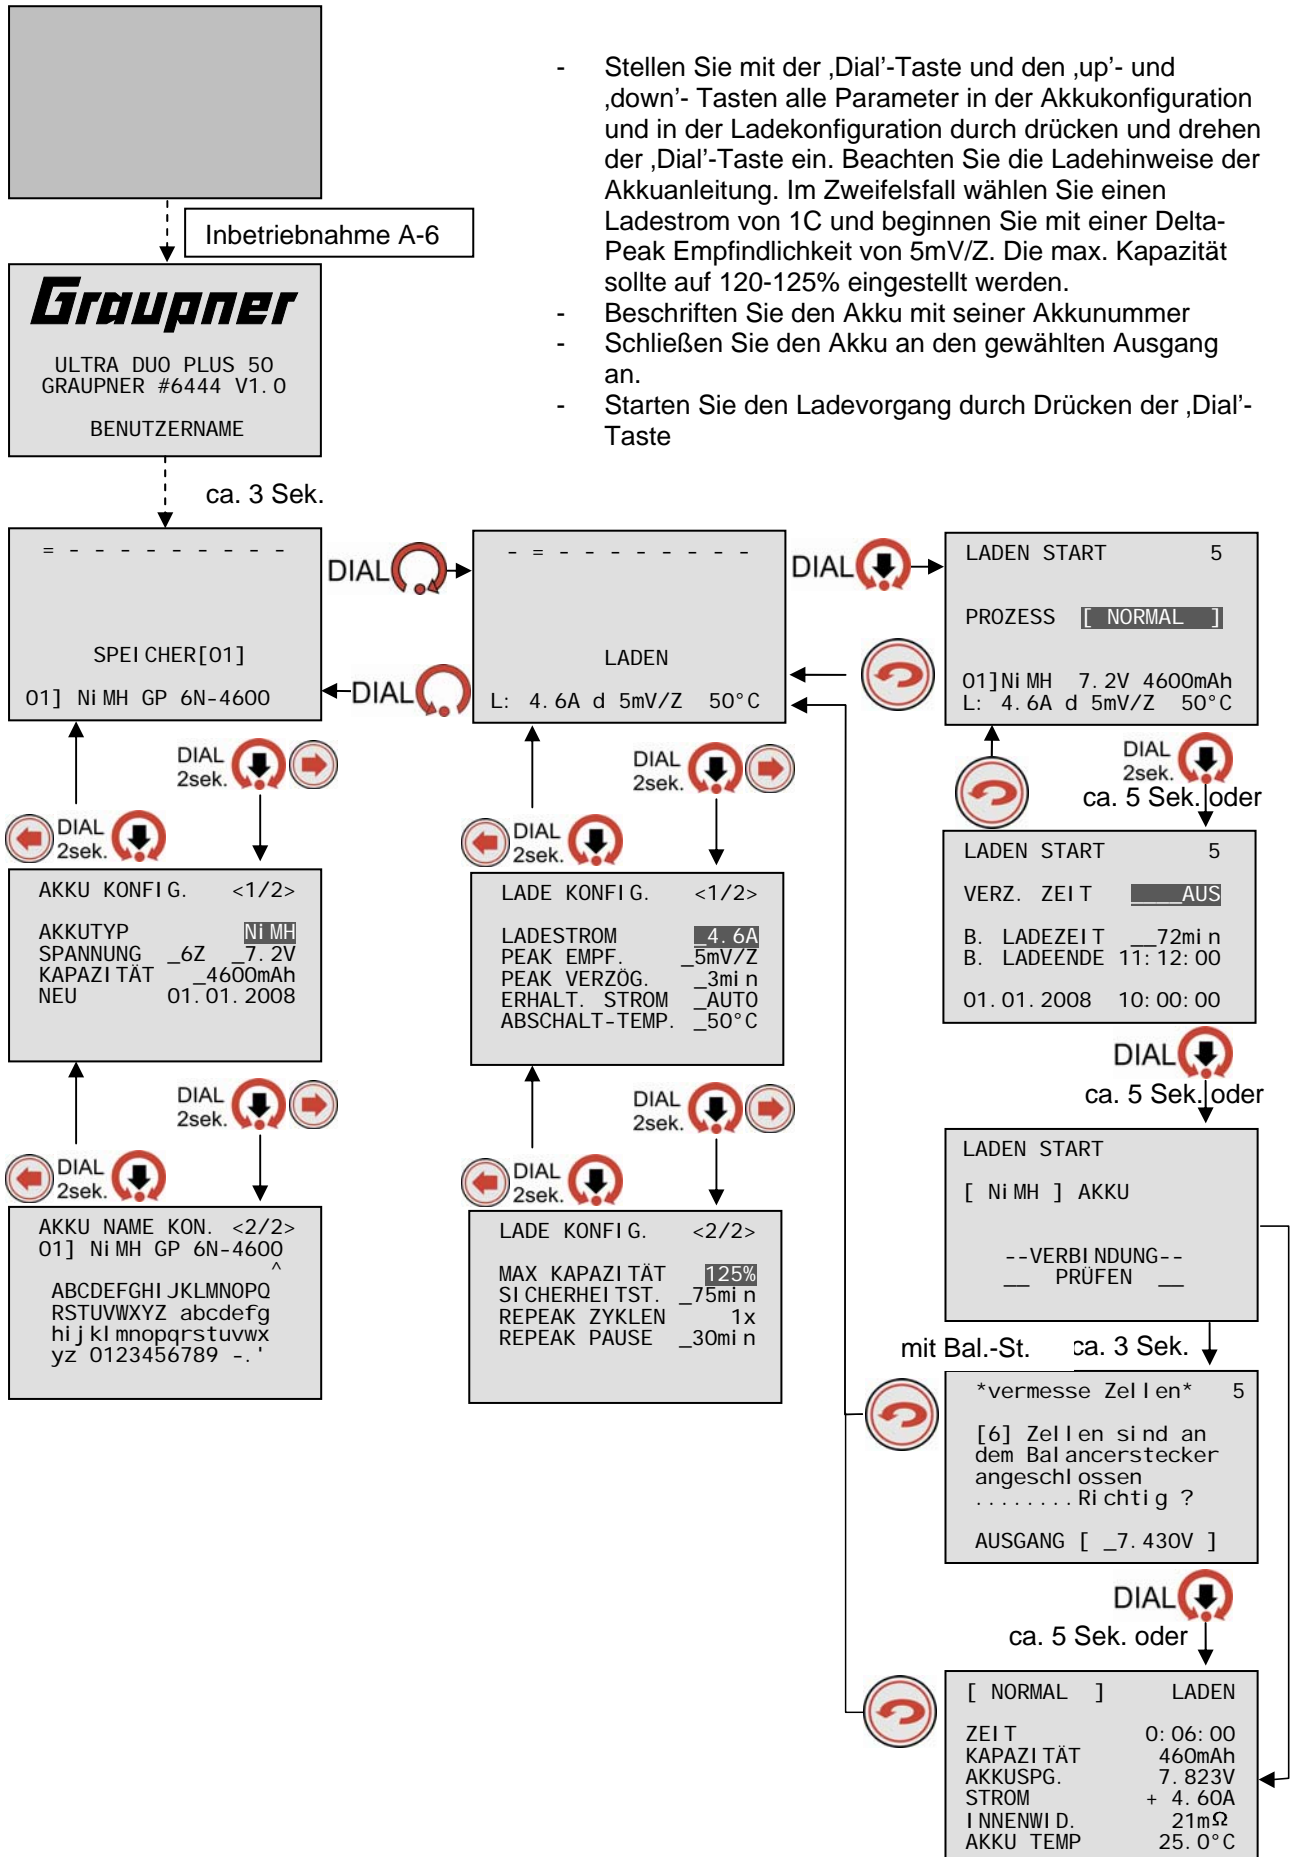 - Stellen Sie mit der ‚Dial'-Taste und den ‚up'- und
‚down'- Tasten alle Parameter in der Akkukonfiguration
und in der Ladekonfiguration durch drücken und drehen
der ‚Dial'-Taste ein. Beachten Sie die Ladehinweise der
Akkuanleitung. Im Zweifelsfall wählen Sie einen
Ladestrom von 1C und beginnen Sie mit einer Delta-
Peak Empfindlichkeit von 5mV/Z. Die max. Kapazität
sollte auf 120-125% eingestellt werden.
- Beschriften Sie den Akku mit seiner Akkunummer
- Schließen Sie den Akku an den gewählten Ausgang
an.
- Starten Sie den Ladevorgang durch Drücken der ‚Dial'-
Taste
Inbetriebnahme A-6
Graupner
ULTRA DUO PLUS 50
GRAUPNER #6444 V1.0
BENUTZERNAME
ca. 3 Sek.
= - - - - - - - - - -
SPEICHER[01]
01] NiMH GP 6N-4600
DIAL
DIAL
- = - - - - - - - - -
LADEN
L: 4.6A d 5mV/Z 50°C
DIAL
LADEN START 5
PROZESS [ NORMAL ]
01]NiMH 7.2V 4600mAh
L: 4.6A d 5mV/Z 50°C
DIAL
2sek.
DIAL
2sek.
AKKU KONFIG. <1/2>
AKKUTYP NiMH
SPANNUNG _6Z _7.2V
KAPAZITÄT _4600mAh
NEU 01.01.2008
DIAL
2sek.
DIAL
2sek.
AKKU NAME KON. <2/2>
01] NiMH GP 6N-4600
^
ABCDEFGHIJKLMNOPQ
RSTUVWXYZ abcdefg
hijklmnopqrstuvwx
yz 0123456789 -.'
DIAL
2sek.
DIAL
2sek.
LADE KONFIG. <1/2>
LADESTROM _4.6A
PEAK EMPF. _5mV/Z
PEAK VERZÖG. _3min
ERHALT. STROM _AUTO
ABSCHALT-TEMP. _50°C
DIAL
2sek.
DIAL
2sek.
LADE KONFIG. <2/2>
MAX KAPAZITÄT 125%
SICHERHEITST. _75min
REPEAK ZYKLEN 1x
REPEAK PAUSE _30min
DIAL
2sek.
ca. 5 Sek. oder
LADEN START 5
VERZ. ZEIT ____AUS
B. LADEZEIT __72min
B. LADEENDE 11:12:00
01.01.2008 10:00:00
DIAL
ca. 5 Sek. oder
LADEN START
[ NiMH ] AKKU
--VERBINDUNG--
__ PRÜFEN __
mit Bal.-St. ca. 3 Sek.
*vermesse Zellen* 5
[6] Zellen sind an
dem Balancerstecker
angeschlossen
........Richtig ?
AUSGANG [ _7.430V ]
DIAL
ca. 5 Sek. oder
[ NORMAL ] LADEN
ZEIT 0:06:00
KAPAZITÄT 460mAh
AKKUSPG. 7.823V
STROM + 4.60A
INNENWID. 21mΩ
AKKU TEMP 25.0°C